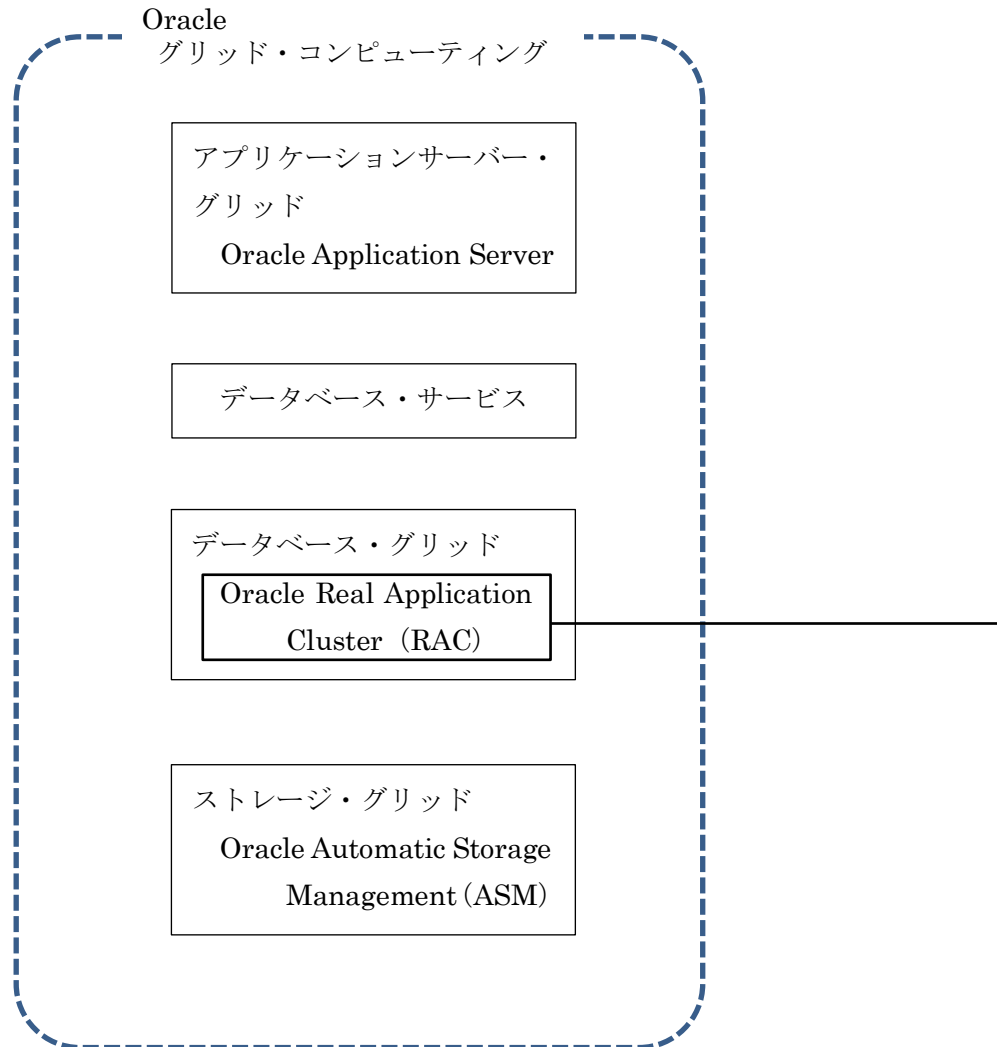 Oracle
グリッド・コンピューティング
アプリケーションサーバー・
グリッド
Oracle Application Server
データベース・サービス
データベース・グリッド
Oracle Real Application
Cluster（RAC）
ストレージ・グリッド
Oracle Automatic Storage
Management（ASM）